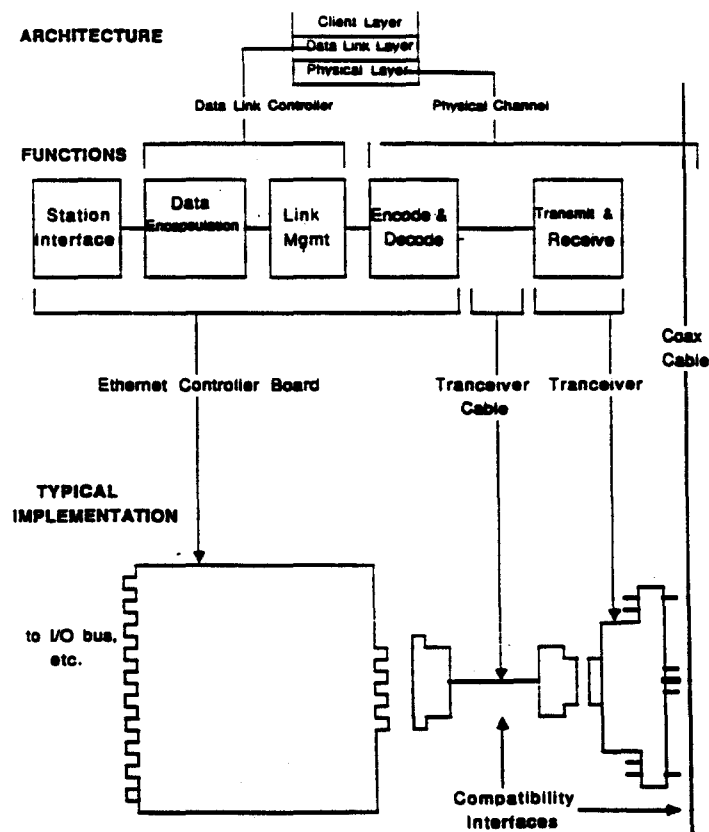 ARCHITECTURE
Client Layer
Data Link Layer
Physical Layer
Data Link Controller
Physical Channel
FUNCTIONS
Station
Interface
Data
Encapsulation
Link
Mgmt
Encode &
Decode
Transmit &
Receive
Coax
Cable
Ethernet Controller Board
Tranceiver
Cable
Tranceiver
TYPICAL
IMPLEMENTATION
to I/O bus,
etc.
Compatibility
Interfaces